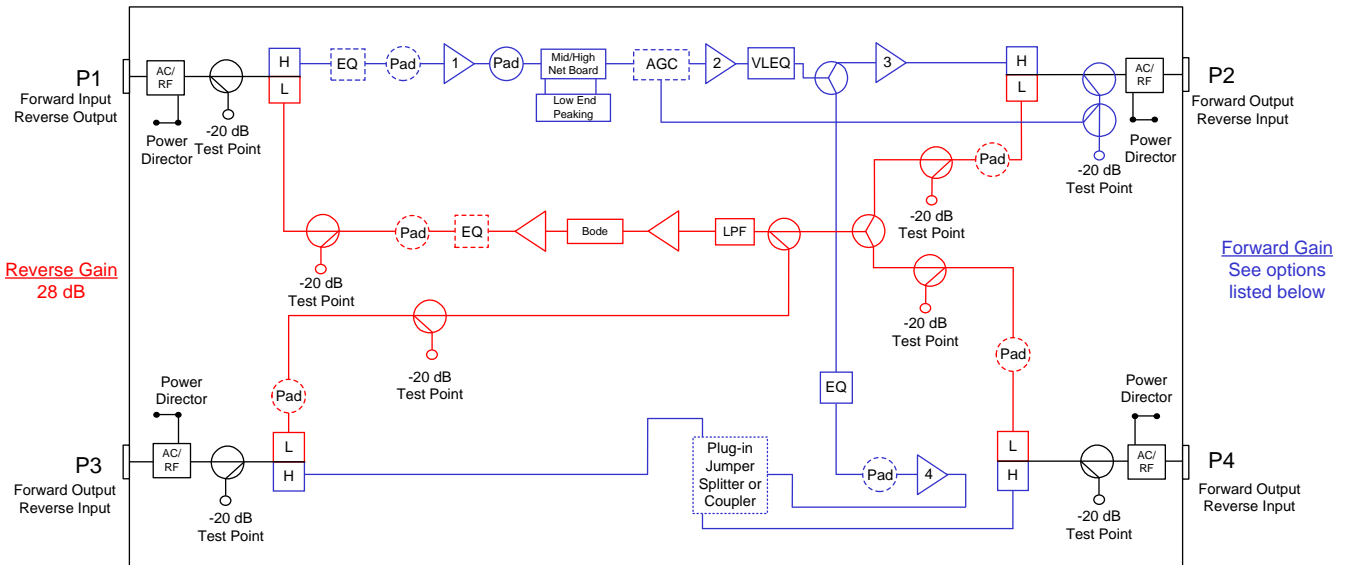 P1
Forward Input
Reverse Output
AC/
RF
Power
Director
-20 dB
Test Point
H
L
EQ
Pad
1
Pad
Mid/High
Net Board
Low End
Peaking
AGC
2
VLEQ
3
H
L
-20 dB
Test Point
AC/
RF
Power
Director
P2
Forward Output
Reverse Input
Pad
-20 dB
Test Point
-20 dB
Test Point
Pad
EQ
Bode
LPF
-20 dB
Test Point
Reverse Gain
28 dB
Forward Gain
See options
listed below
-20 dB
Test Point
Pad
Pad
EQ
Power
Director
P3
Forward Output
Reverse Input
AC/
RF
-20 dB
Test Point
L
H
Plug-in
Jumper
Splitter or
Coupler
Pad
4
L
H
-20 dB
Test Point
Power
Director
AC/
RF
P4
Forward Output
Reverse Input